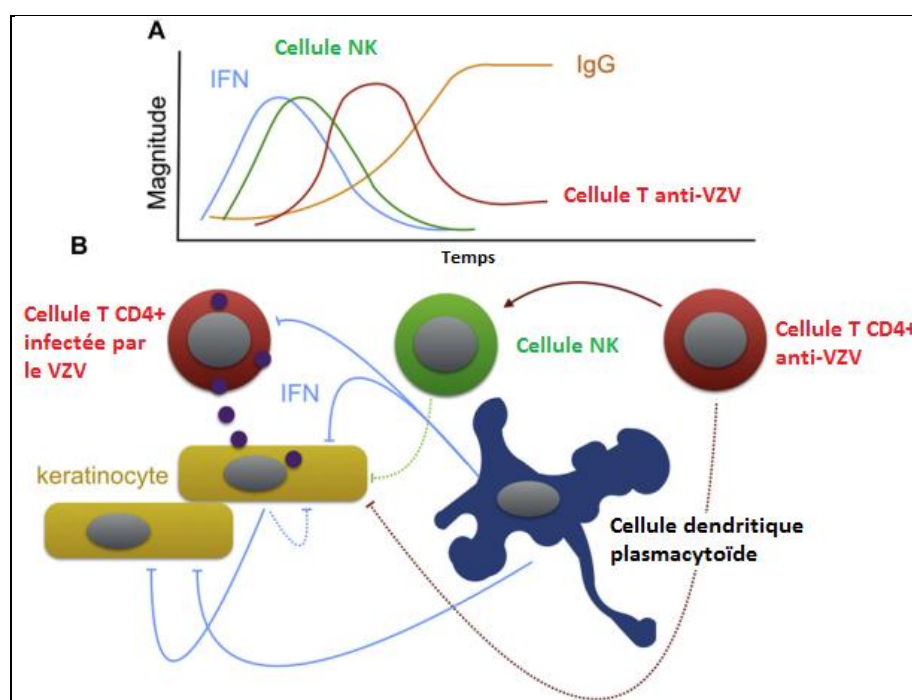 A
Cellule NK
IFN
IgG
Magnitude
Cellule T anti-VZV
Temps
B
Cellule T CD4+
infectée par
le VZV
IFN
Cellule NK
Cellule T CD4+
anti-VZV
keratinocyte
Cellule dendritique
plasmacytoïde